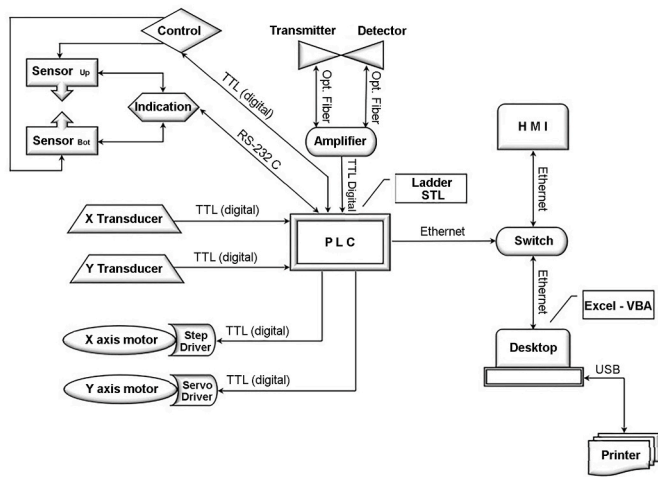 Control
Transmitter
Detector
Sensor Up
TTL (digital)
Opt. Fiber
Opt. Fiber
Indication
H M I
Sensor Bot
RS-232 C
Amplifier
TTL Digital
Ladder
STL
Ethernet
X Transducer
TTL (digital)
P L C
Ethernet
Switch
Y Transducer
TTL (digital)
Ethernet
Excel - VBA
X axis motor
Step
Driver
TTL (digital)
Desktop
USB
Y axis motor
Servo
Driver
TTL (digital)
Printer